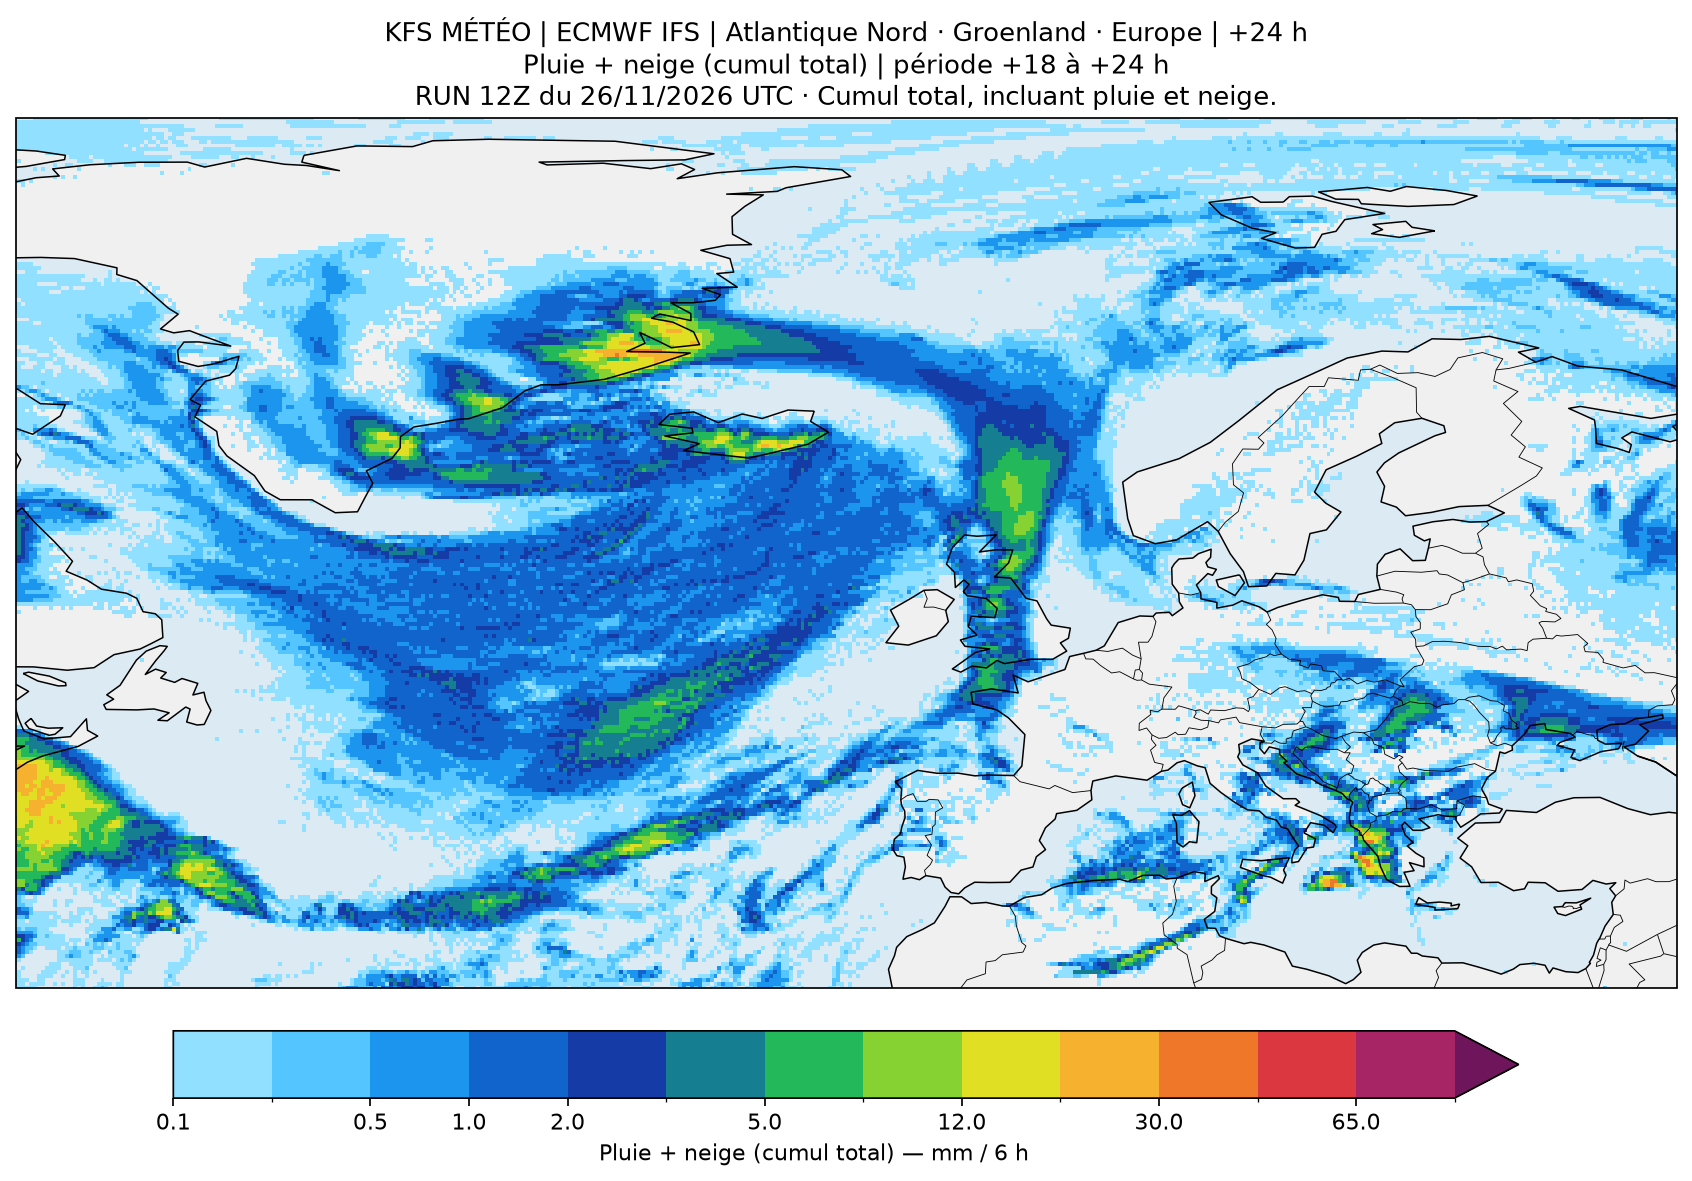 KFS MÉTÉO | ECMWF IFS | Atlantique Nord · Groenland · Europe | +24 h
Pluie + neige (cumul total) | période +18 à +24 h
RUN 12Z du 26/11/2026 UTC · Cumul total, incluant pluie et neige.
0.1 0.5 1.0 2.0 5.0 12.0 30.0 65.0
Pluie + neige (cumul total) — mm / 6 h